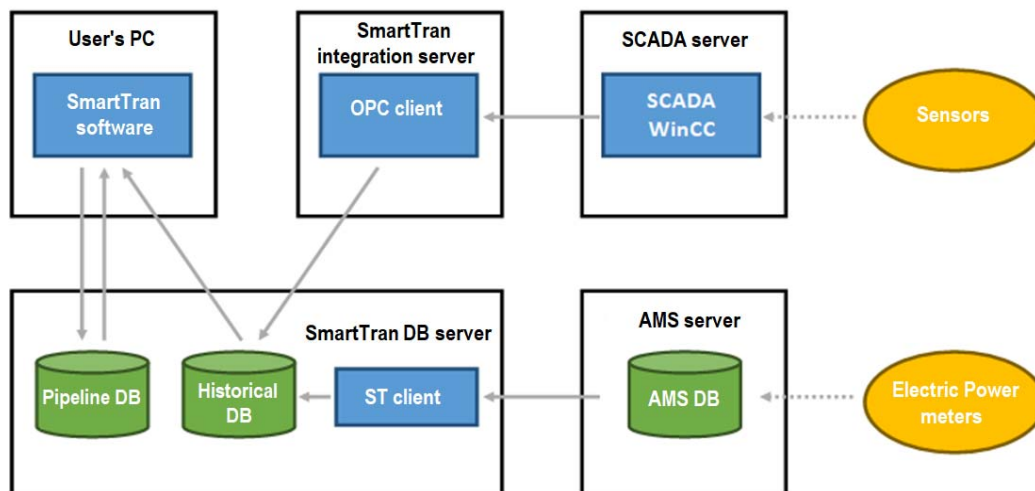 User's PC
SmartTran
software
SmartTran
integration server
OPC client
SCADA server
SCADA
WinCC
Sensors
SmartTran DB server
Pipeline DB
Historical
DB
ST client
AMS server
AMS DB
Electric Power
meters